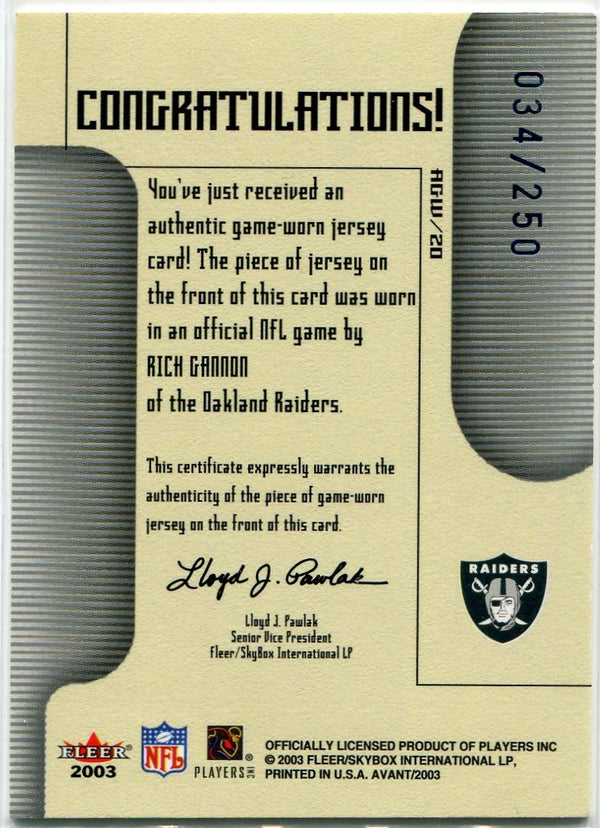 CONGRATULATIONS!
034/250
AG-W/20
You've just received an
authentic game-worn jersey
card! The piece of jersey on
the front of this card was worn
in an official NFL game by
RICH GANNON
of the Oakland Raiders.
This certificate expressly warrants the
authenticity of the piece of game-worn
jersey on the front of this card.
Lloyd J. Pawlak
Lloyd J. Pawlak
Senior Vice President
Fleer/SkyBox International LP
RAIDERS
FLEER®
2003
NFL
PLAYERS INC ®
OFFICIALLY LICENSED PRODUCT OF PLAYERS INC
© 2003 FLEER/SKYBOX INTERNATIONAL LP,
PRINTED IN U.S.A. AVANT/2003